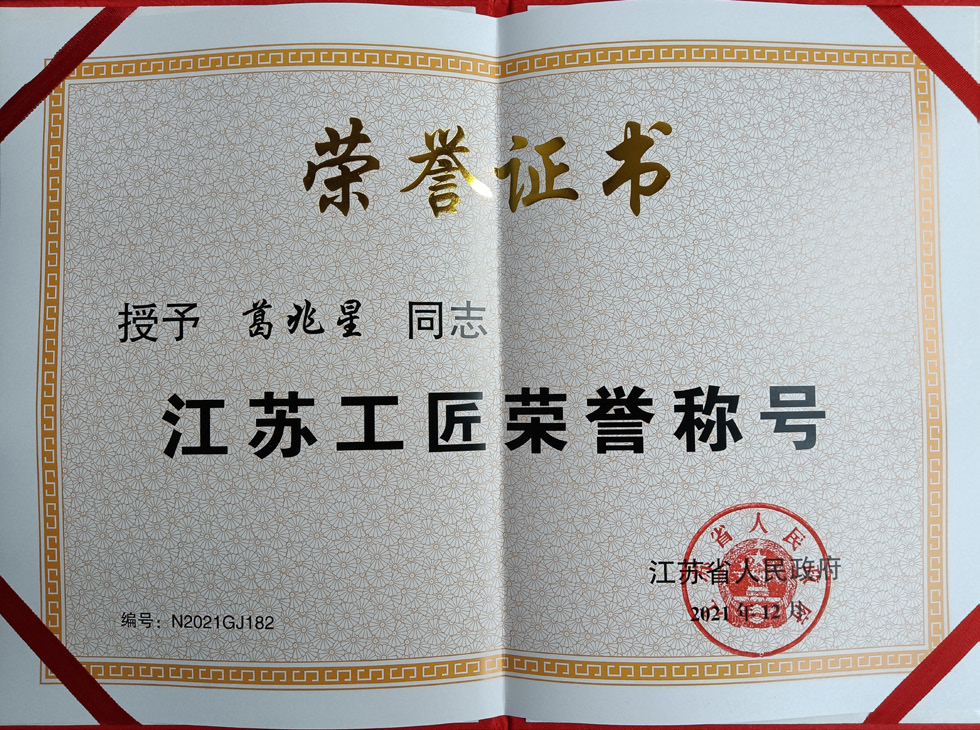 荣誉证书
授予 葛兆星 同志
江苏工匠荣誉称号
江苏省人民政府
2021年12月
编号：N2021GJ182